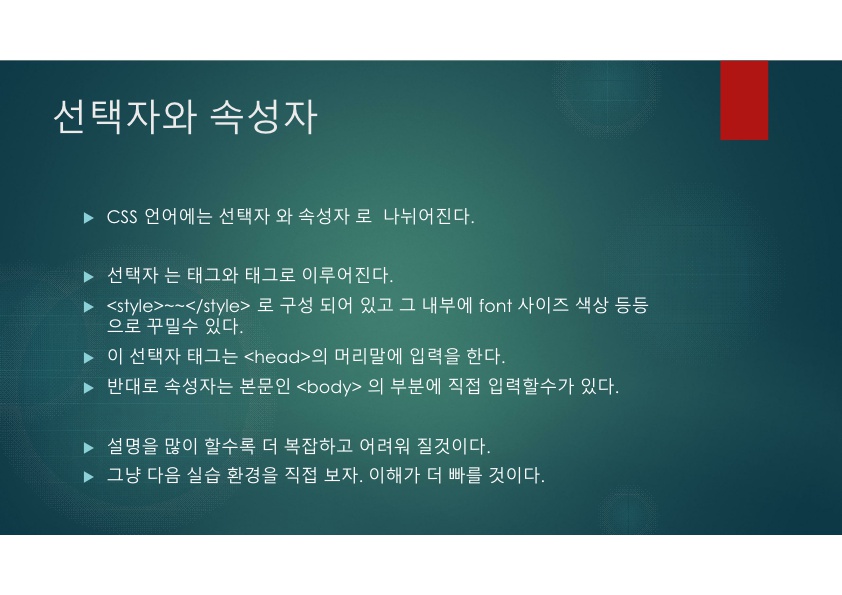 선택자와 속성자
CSS 언어에는 선택자 와 속성자 로 나뉘어진다.
선택자 는 태그와 태그로 이루어진다.
<style>~~</style> 로 구성 되어 있고 그 내부에 font 사이즈 색상 등등
으로 꾸밀수 있다.
이 선택자 태그는 <head>의 머리말에 입력을 한다.
반대로 속성자는 본문인 <body> 의 부분에 직접 입력할수가 있다.
설명을 많이 할수록 더 복잡하고 어려워 질것이다.
그냥 다음 실습 환경을 직접 보자. 이해가 더 빠를 것이다.